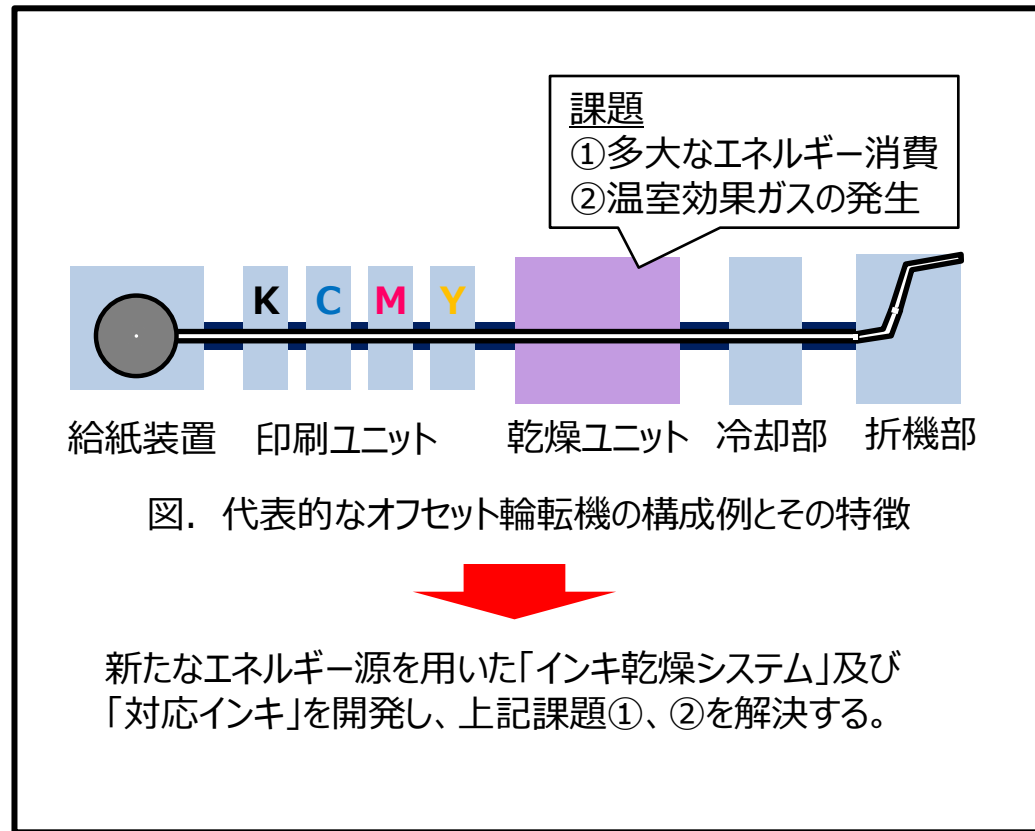 課題
①多大なエネルギー消費
②温室効果ガスの発生
K C M Y
給紙装置 印刷ユニット 乾燥ユニット 冷却部 折機部
図. 代表的なオフセット輪転機の構成例とその特徴
新たなエネルギー源を用いた「インキ乾燥システム」及び
「対応インキ」を開発し、上記課題①、②を解決する。